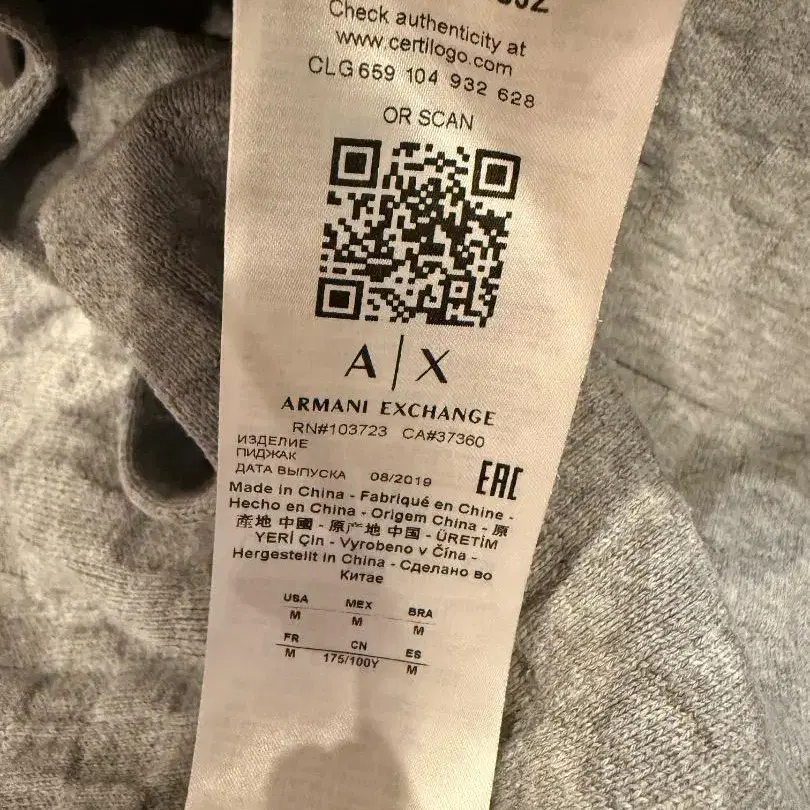 Check authenticity at
www.certilogo.com
CLG 659 104 932 628
OR SCAN
A|X
ARMANI EXCHANGE
RN#103723 CA#37360
ИЗДЕЛИЕ
ПИДЖАК
ДАТА ВЫПУСКА 08/2019
EAC
Made in China - Fabriqué en Chine -
Hecho en China - Origem China - 原
產地 中國 - 原产地 中国 - ÜRETİM
YERİ Çin - Vyrobeno v Čína -
Hergestellt in China - Сделано во
Китае
USA MEX BRA
M M M
FR CN ES
M 175/100Y M